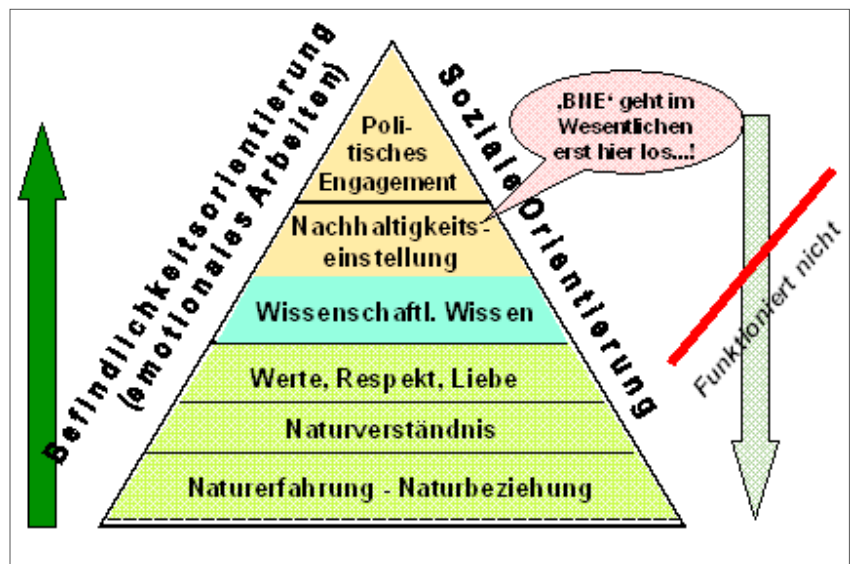 Befindlichkeitsorientierung
(emotionales Arbeiten)
Soziale Orientierung
‚BNE‘ geht im
Wesentlichen
erst hier los...!
Poli-
tisches
Engagement
Nachhaltigkeits-
einstellung
Wissenschaftl. Wissen
Werte, Respekt, Liebe
Naturverständnis
Naturerfahrung - Naturbeziehung
Funktioniert nicht